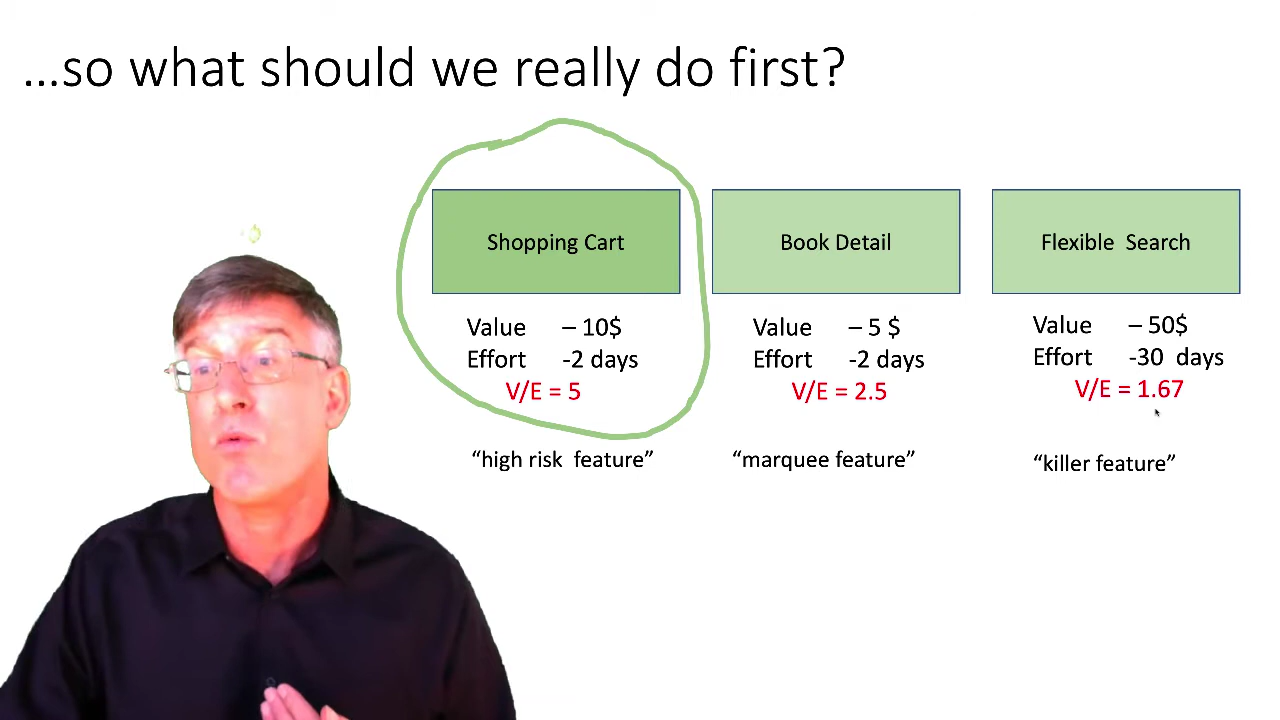 ...so what should we really do first?
Shopping Cart
Value – 10$
Effort -2 days
V/E = 5
“high risk feature”
Book Detail
Value – 5 $
Effort -2 days
V/E = 2.5
“marquee feature”
Flexible Search
Value – 50$
Effort -30 days
V/E = 1.67
“killer feature”